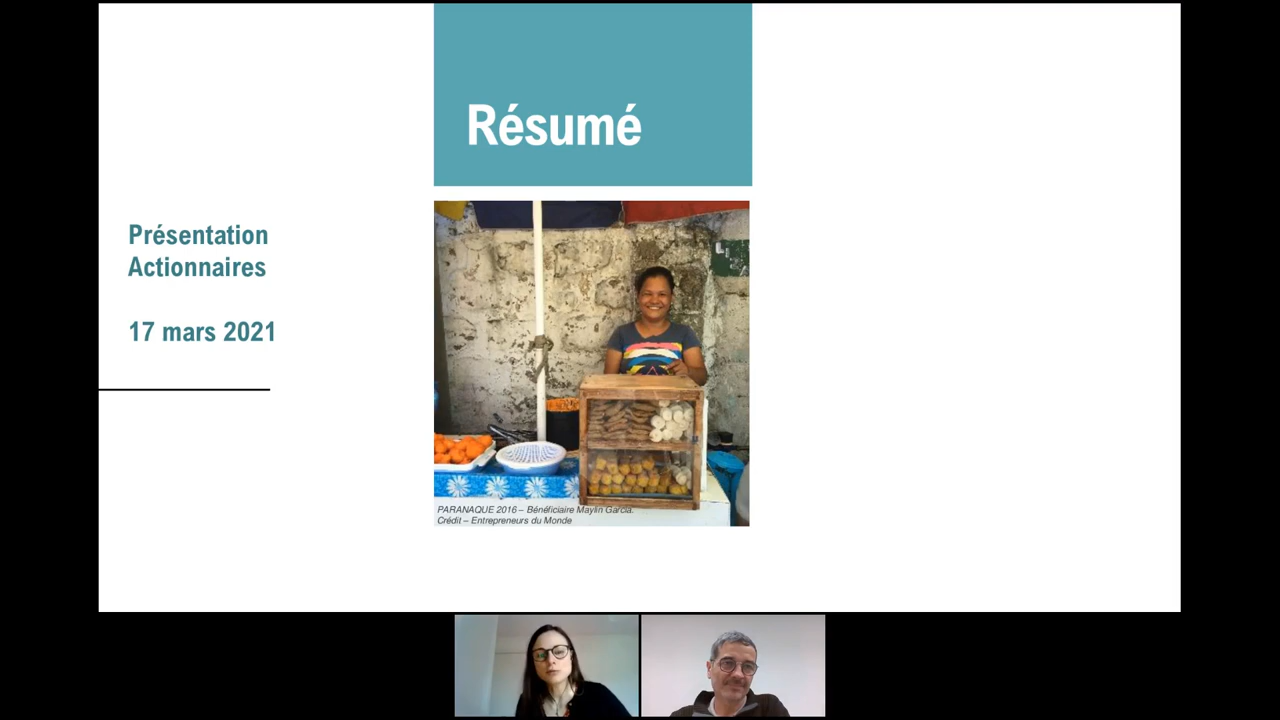 Résumé
Présentation
Actionnaires
17 mars 2021
PARANAQUE 2016 – Bénéficiaire Maylin Garcia.
Crédit – Entrepreneurs du Monde